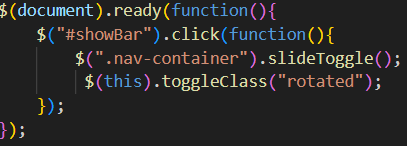 $(document).ready(function(){
    $("#showBar").click(function(){
        $(".nav-container").slideToggle();
         $(this).toggleClass("rotated");
    });
});